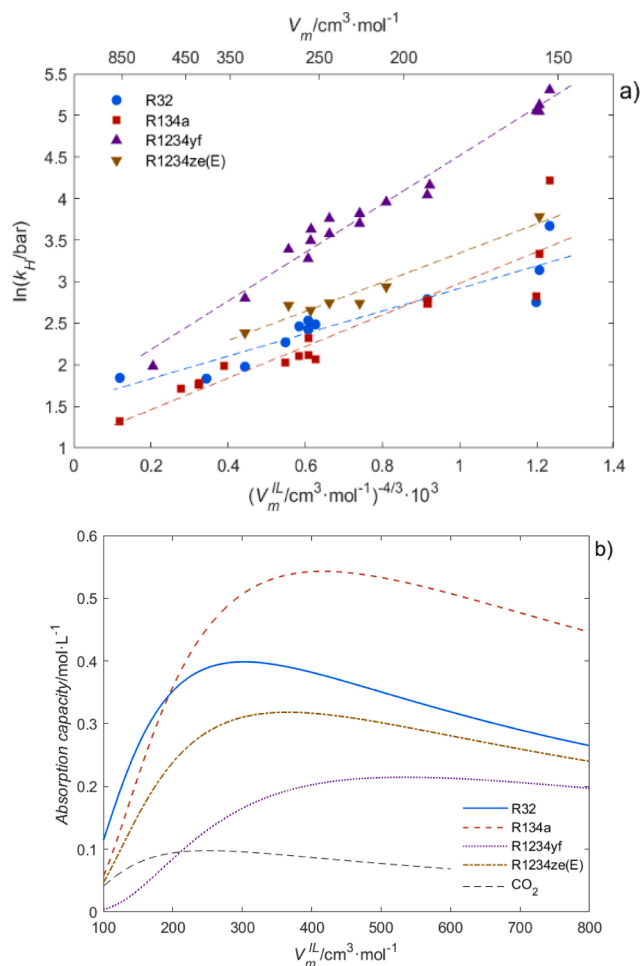 V_m/cm³·mol⁻¹
850 450 350 250 200 150
a)
R32
R134a
R1234yf
R1234ze(E)
5.5
5
4.5
4
3.5
3
2.5
2
1.5
1
ln(k_H/bar)
0 0.2 0.4 0.6 0.8 1 1.2 1.4
(V_m^IL/cm³·mol⁻¹)^-4/3·10³
b)
0.6
0.5
0.4
0.3
0.2
0.1
0
Absorption capacity/mol·L⁻¹
R32
R134a
R1234yf
R1234ze(E)
CO₂
100 200 300 400 500 600 700 800
V_m^IL/cm³·mol⁻¹